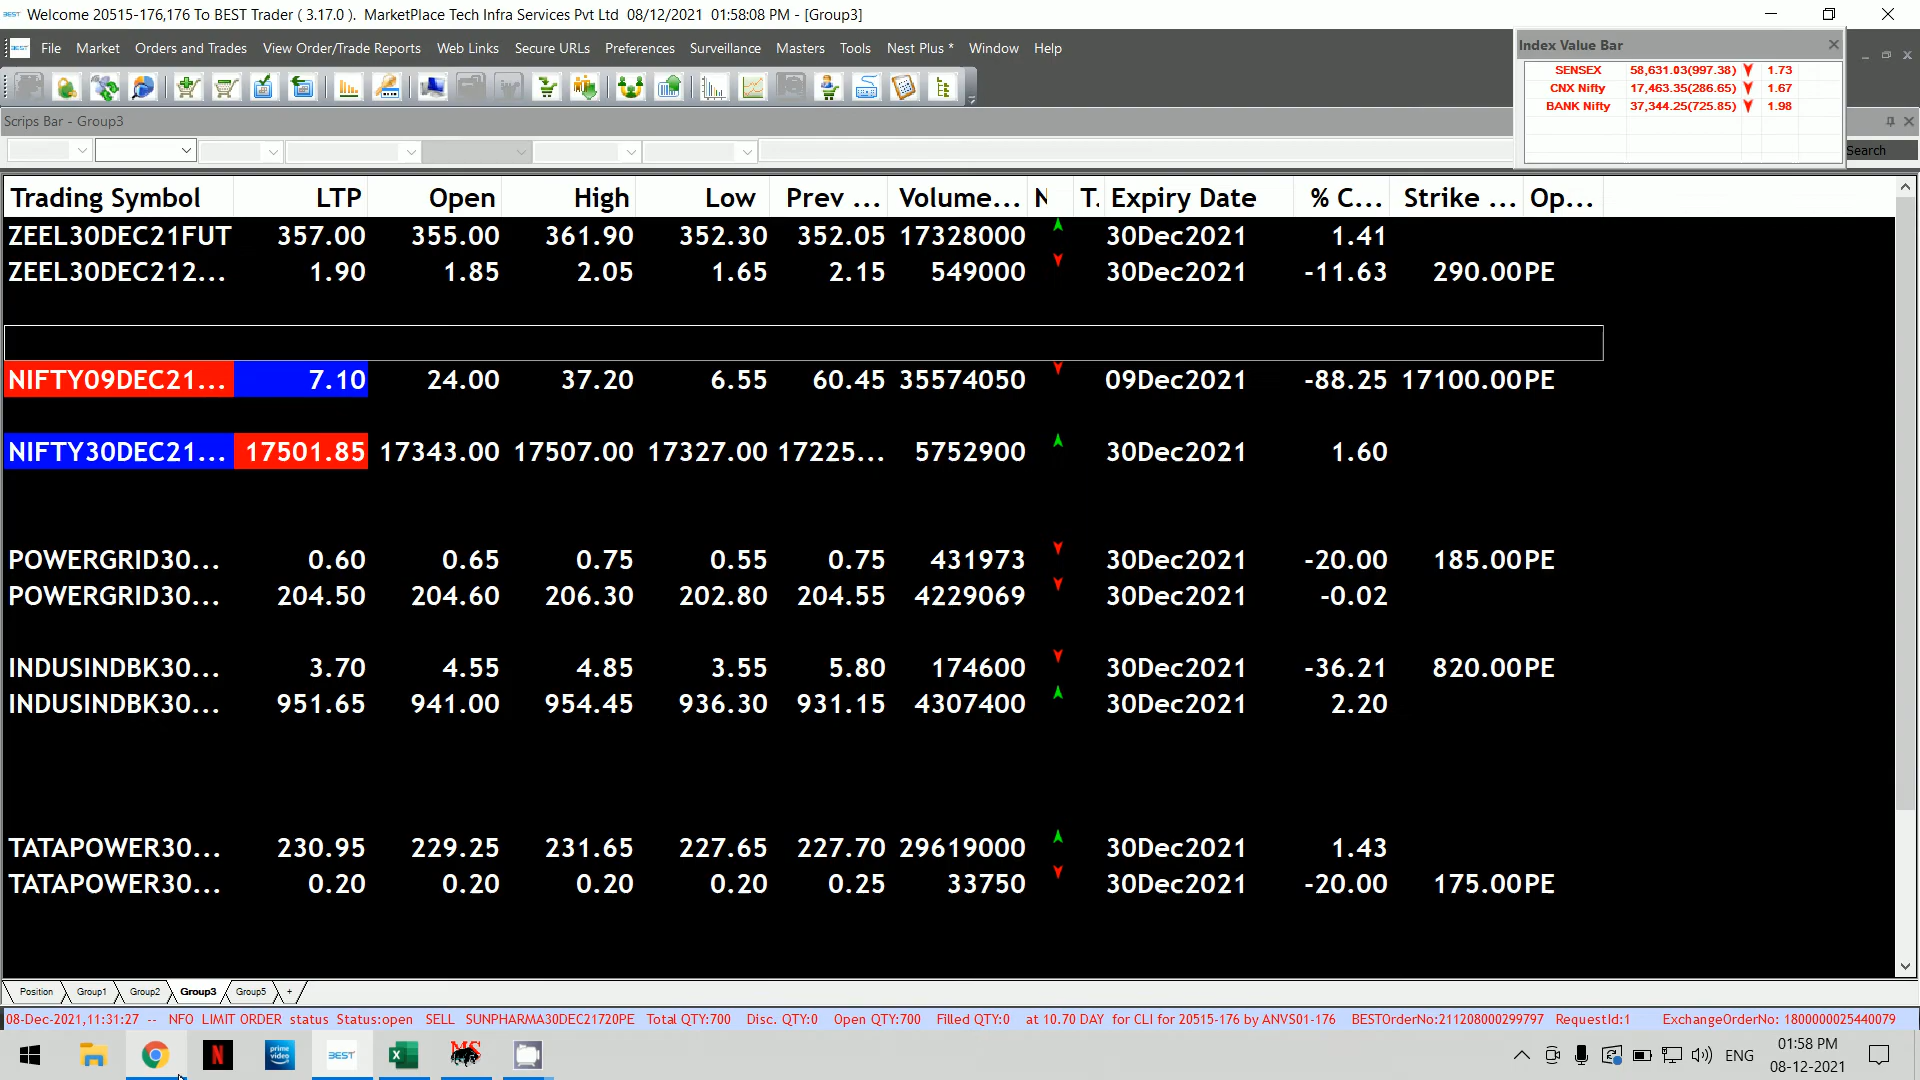 BEST Welcome 20515-176,176 To BEST Trader ( 3.17.0 ). MarketPlace Tech Infra Services Pvt Ltd 08/12/2021 01:58:08 PM - [Group3]
File Market Orders and Trades View Order/Trade Reports Web Links Secure URLs Preferences Surveillance Masters Tools Nest Plus * Window Help
Index Value Bar
SENSEX 58,631.03(997.38) 1.73
CNX Nifty 17,463.35(286.65) 1.67
BANK Nifty 37,344.25(725.85) 1.98
Scrips Bar - Group3
Search
Trading Symbol LTP Open High Low Prev ... Volume... N T. Expiry Date % C... Strike ... Op...
ZEEL30DEC21FUT 357.00 355.00 361.90 352.30 352.05 17328000 30Dec2021 1.41
ZEEL30DEC212... 1.90 1.85 2.05 1.65 2.15 549000 30Dec2021 -11.63 290.00 PE
NIFTY09DEC21... 7.10 24.00 37.20 6.55 60.45 35574050 09Dec2021 -88.25 17100.00 PE
NIFTY30DEC21... 17501.85 17343.00 17507.00 17327.00 17225... 5752900 30Dec2021 1.60
POWERGRID30... 0.60 0.65 0.75 0.55 0.75 431973 30Dec2021 -20.00 185.00 PE
POWERGRID30... 204.50 204.60 206.30 202.80 204.55 4229069 30Dec2021 -0.02
INDUSINDBK30... 3.70 4.55 4.85 3.55 5.80 174600 30Dec2021 -36.21 820.00 PE
INDUSINDBK30... 951.65 941.00 954.45 936.30 931.15 4307400 30Dec2021 2.20
TATAPOWER30... 230.95 229.25 231.65 227.65 227.70 29619000 30Dec2021 1.43
TATAPOWER30... 0.20 0.20 0.20 0.20 0.25 33750 30Dec2021 -20.00 175.00 PE
Position Group1 Group2 Group3 Group5 +
08-Dec-2021,11:31:27 -- NFO LIMIT ORDER status Status:open SELL SUNPHARMA30DEC21720PE Total QTY:700 Disc. QTY:0 Open QTY:700 Filled QTY:0 at 10.70 DAY for CLI for 20515-176 by ANVS01-176 BESTOrderNo:211208000299797 RequestId:1 ExchangeOrderNo: 1800000025440079
N prime video BEST MS ENG 01:58 PM
08-12-2021